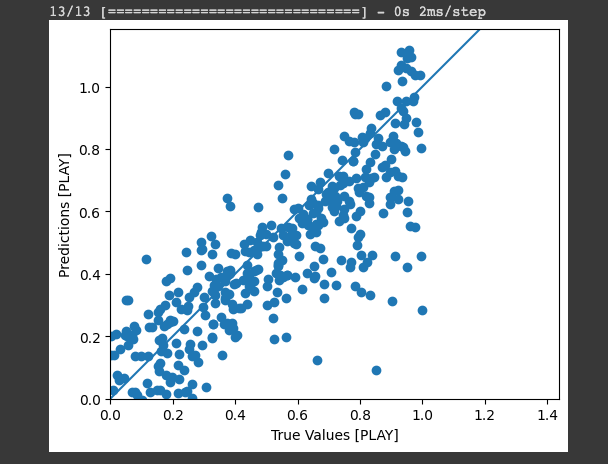 13/13 [==============================] - 0s 2ms/step
Predictions [PLAY]
1.0
0.8
0.6
0.4
0.2
0.0
0.0 0.2 0.4 0.6 0.8 1.0 1.2 1.4
True Values [PLAY]